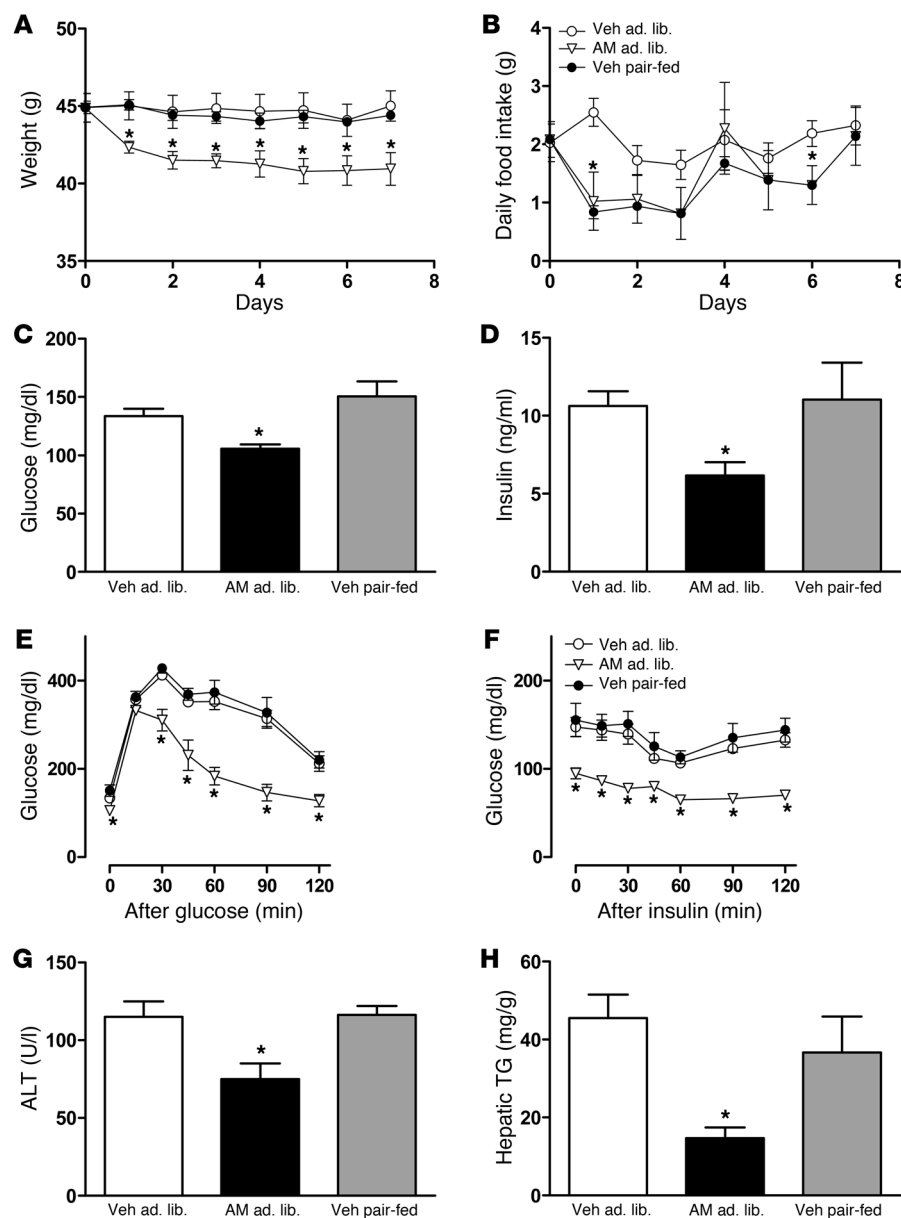 A
50
45
40
35
Weight (g)
*
*
*
*
*
*
*
0
2
4
6
8
Days
B
Veh ad. lib.
AM ad. lib.
Veh pair-fed
4
3
2
1
0
Daily food intake (g)
*
*
0
2
4
6
8
Days
C
200
150
100
50
0
Glucose (mg/dl)
*
Veh ad. lib.
AM ad. lib.
Veh pair-fed
D
15
10
5
0
Insulin (ng/ml)
*
Veh ad. lib.
AM ad. lib.
Veh pair-fed
E
400
200
0
Glucose (mg/dl)
*
*
*
*
*
*
0
30
60
90
120
After glucose (min)
F
Veh ad. lib.
AM ad. lib.
Veh pair-fed
200
100
0
Glucose (mg/dl)
*
*
*
*
*
*
*
0
30
60
90
120
After insulin (min)
G
150
100
50
0
ALT (U/l)
*
Veh ad. lib.
AM ad. lib.
Veh pair-fed
H
60
40
20
0
Hepatic TG (mg/g)
*
Veh ad. lib.
AM ad. lib.
Veh pair-fed